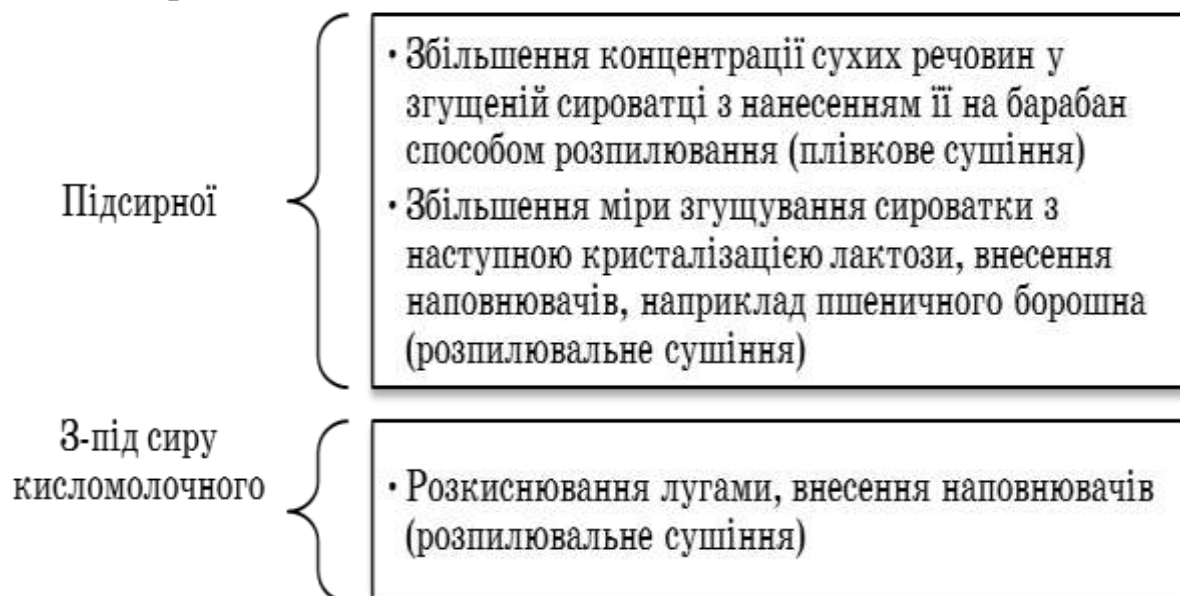 Підсирної
• Збільшення концентрації сухих речовин у
згущеній сироватці з нанесенням її на барабан
способом розпилювання (плівкове сушіння)
• Збільшення міри згущування сироватки з
наступною кристалізацією лактози, внесення
наповнювачів, наприклад пшеничного борошна
(розпилювальне сушіння)
З-під сиру
кисломолочного
• Розкиснювання лугами, внесення наповнювачів
(розпилювальне сушіння)